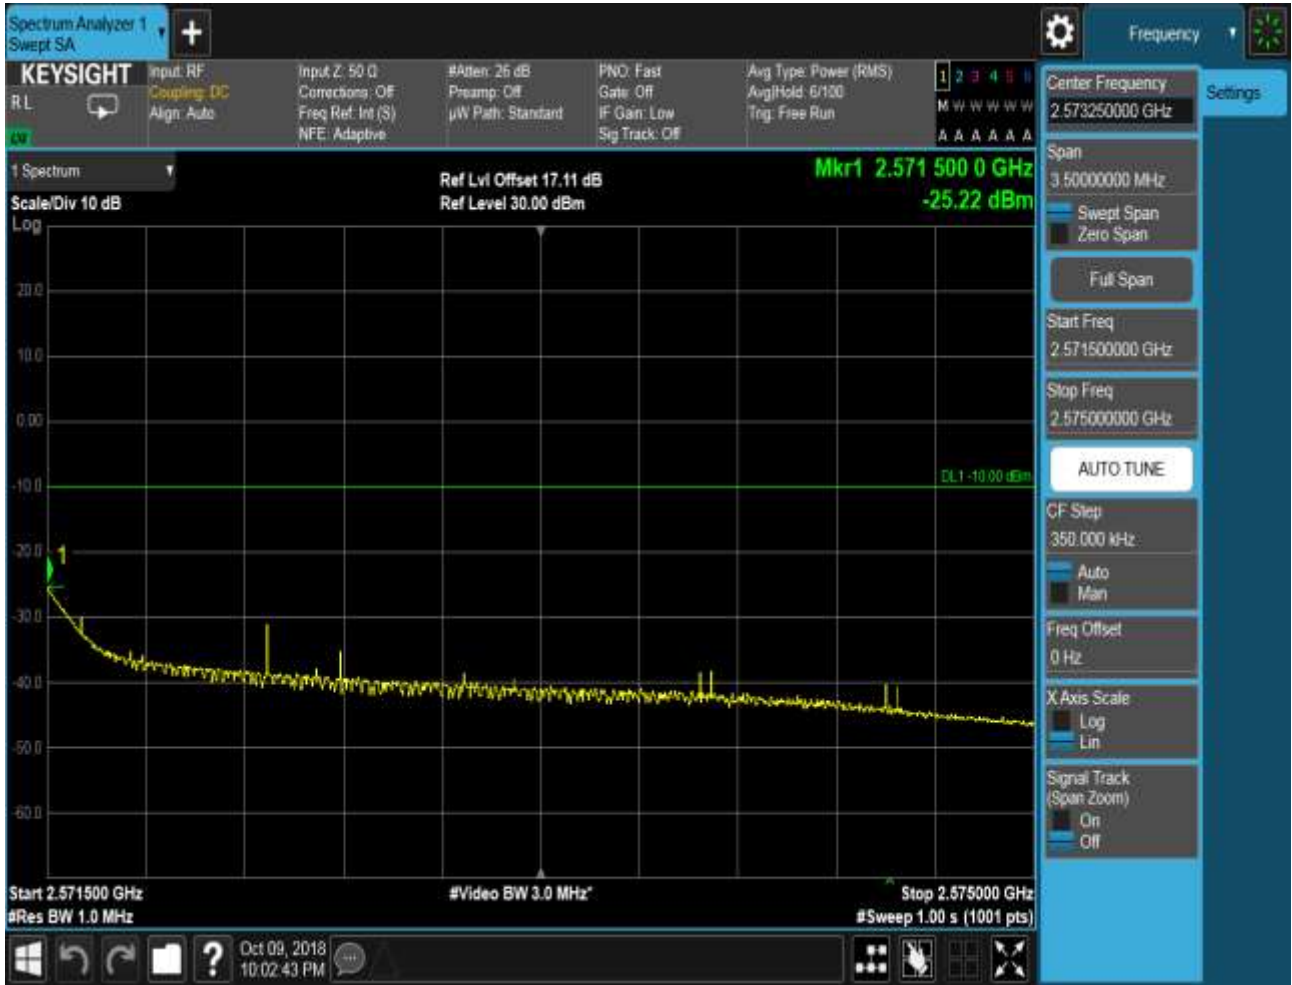 Spectrum Analyzer 1
Swept SA
+
Frequency
KEYSIGHT
R L
LXI
Input: RF
Coupling: DC
Align: Auto
Input Z: 50 Ω
Corrections: Off
Freq Ref: Int (S)
NFE: Adaptive
#Atten: 26 dB
Preamp: Off
µW Path: Standard
PNO: Fast
Gate: Off
IF Gain: Low
Sig Track: Off
Avg Type: Power (RMS)
Avg|Hold: 6/100
Trig: Free Run
1 2 3 4 5 6
M W W W W W
A A A A A A
1 Spectrum
Scale/Div 10 dB
Log
Ref Lvl Offset 17.11 dB
Ref Level 30.00 dBm
Mkr1 2.571 500 0 GHz
-25.22 dBm
20.0
10.0
0.00
-10.0
-20.0
-30.0
-40.0
-50.0
-60.0
DL1 -10.00 dBm
1
Start 2.571500 GHz
#Res BW 1.0 MHz
#Video BW 3.0 MHz*
Stop 2.575000 GHz
#Sweep 1.00 s (1001 pts)
Center Frequency
2.573250000 GHz
Settings
Span
3.50000000 MHz
Swept Span
Zero Span
Full Span
Start Freq
2.571500000 GHz
Stop Freq
2.575000000 GHz
AUTO TUNE
CF Step
350.000 kHz
Auto
Man
Freq Offset
0 Hz
X Axis Scale
Log
Lin
Signal Track
(Span Zoom)
On
Off
?
Oct 09, 2018
10:02:43 PM